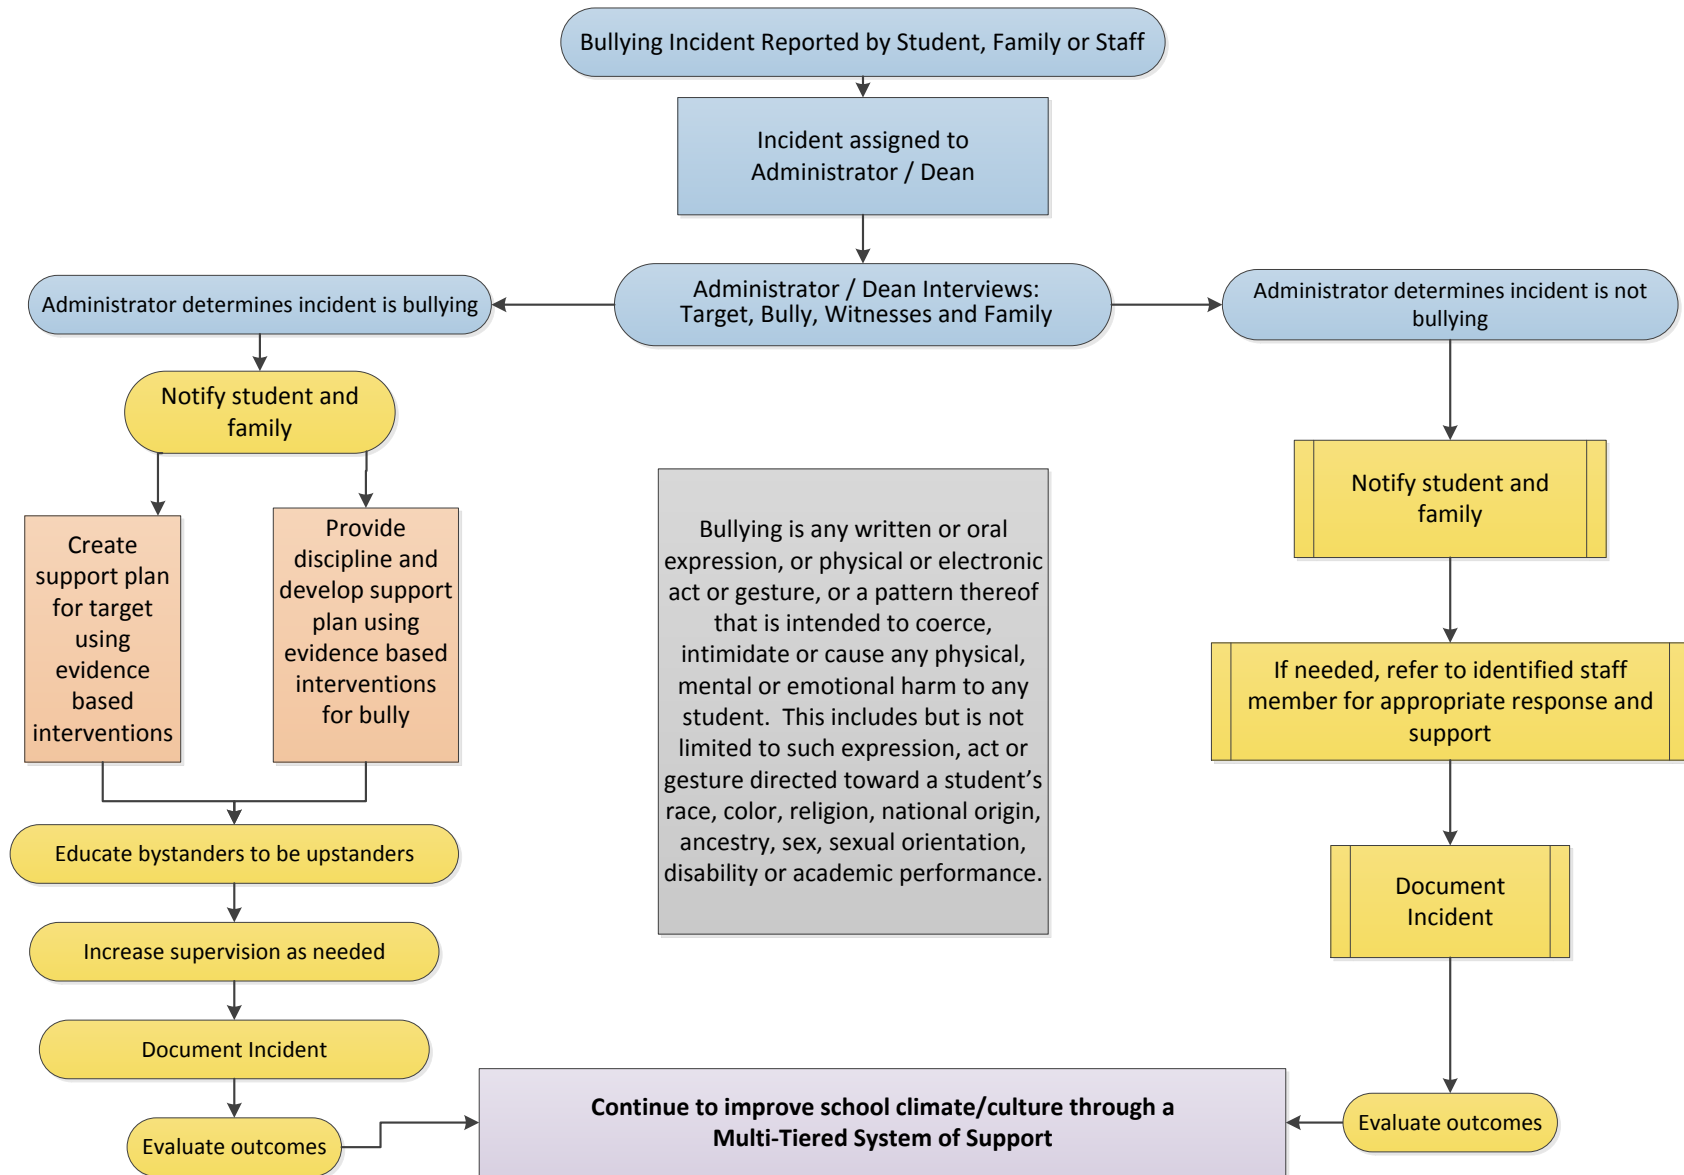 Bullying Incident Reported by Student, Family or Staff
Incident assigned to
Administrator / Dean
Administrator / Dean Interviews:
Target, Bully, Witnesses and Family
Administrator determines incident is bullying
Notify student and
family
Create
support plan
for target
using
evidence
based
interventions
Provide
discipline and
develop support
plan using
evidence based
interventions
for bully
Educate bystanders to be upstanders
Increase supervision as needed
Document Incident
Evaluate outcomes
Bullying is any written or oral
expression, or physical or electronic
act or gesture, or a pattern thereof
that is intended to coerce,
intimidate or cause any physical,
mental or emotional harm to any
student.  This includes but is not
limited to such expression, act or
gesture directed toward a student’s
race, color, religion, national origin,
ancestry, sex, sexual orientation,
disability or academic performance.
Administrator determines incident is not
bullying
Notify student and
family
If needed, refer to identified staff
member for appropriate response and
support
Document
Incident
Evaluate outcomes
Continue to improve school climate/culture through a
Multi-Tiered System of Support